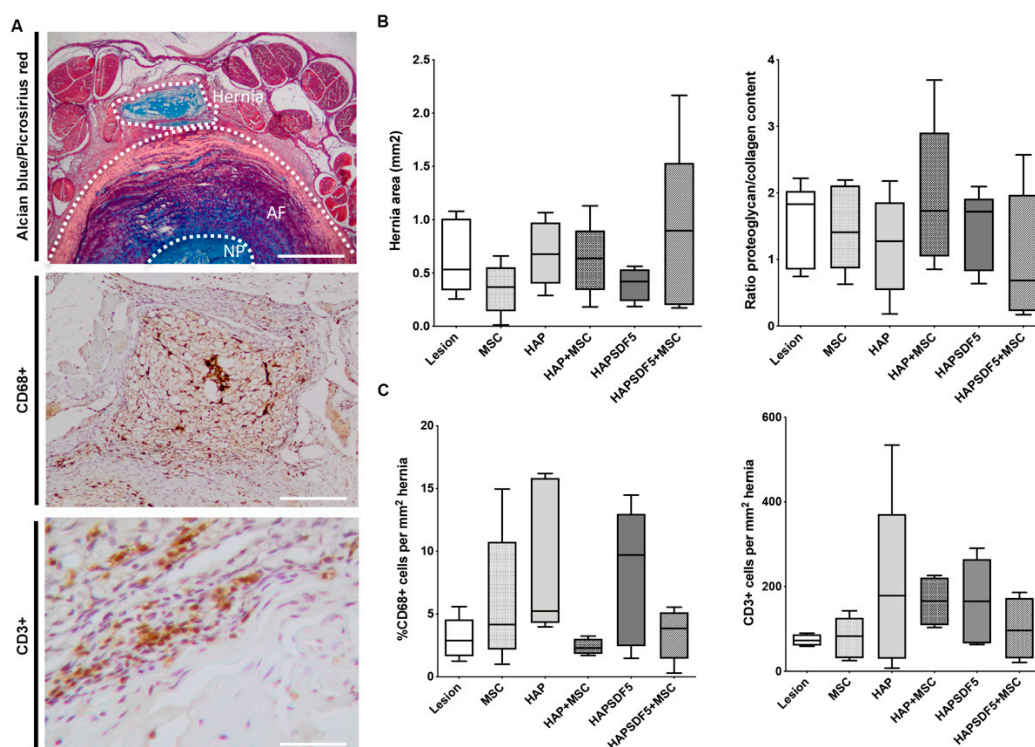 A
Alcian blue/Picrosirius red
Hernia
AF
NP
CD68+
CD3+
B
Hernia area (mm2)
2.5
2.0
1.5
1.0
0.5
0.0
Lesion
MSC
HAP
HAP+MSC
HAPSDF5
HAPSDF5+MSC
Ratio proteoglycan/collagen content
4
3
2
1
0
Lesion
MSC
HAP
HAP+MSC
HAPSDF5
HAPSDF5+MSC
C
%CD68+ cells per mm² hernia
20
15
10
5
0
Lesion
MSC
HAP
HAP+MSC
HAPSDF5
HAPSDF5+MSC
CD3+ cells per mm² hernia
600
400
200
0
Lesion
MSC
HAP
HAP+MSC
HAPSDF5
HAPSDF5+MSC